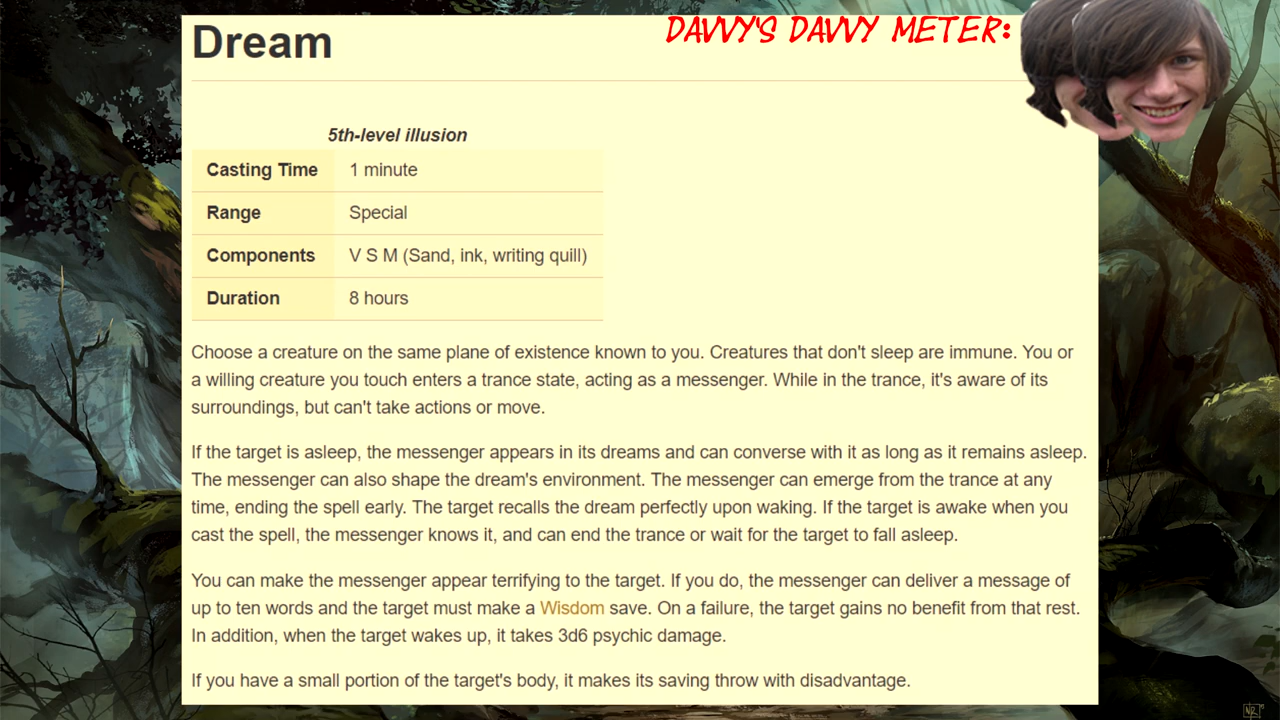 Dream
DAVVY'S DAVVY METER:
5th-level illusion
Casting Time 1 minute
Range Special
Components V S M (Sand, ink, writing quill)
Duration 8 hours
Choose a creature on the same plane of existence known to you. Creatures that don't sleep are immune. You or
a willing creature you touch enters a trance state, acting as a messenger. While in the trance, it's aware of its
surroundings, but can't take actions or move.
If the target is asleep, the messenger appears in its dreams and can converse with it as long as it remains asleep.
The messenger can also shape the dream's environment. The messenger can emerge from the trance at any
time, ending the spell early. The target recalls the dream perfectly upon waking. If the target is awake when you
cast the spell, the messenger knows it, and can end the trance or wait for the target to fall asleep.
You can make the messenger appear terrifying to the target. If you do, the messenger can deliver a message of
up to ten words and the target must make a Wisdom save. On a failure, the target gains no benefit from that rest.
In addition, when the target wakes up, it takes 3d6 psychic damage.
If you have a small portion of the target's body, it makes its saving throw with disadvantage.